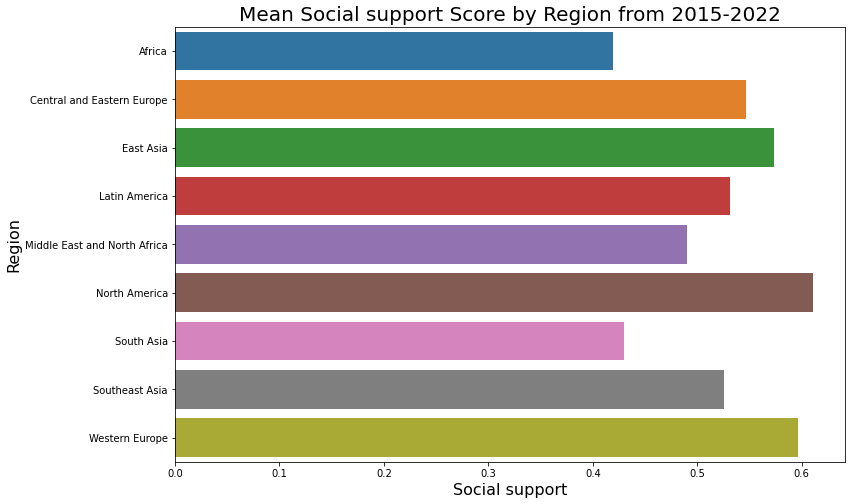 Mean Social support Score by Region from 2015-2022
Africa
Central and Eastern Europe
East Asia
Latin America
Middle East and North Africa
North America
South Asia
Southeast Asia
Western Europe
Region
0.0 0.1 0.2 0.3 0.4 0.5 0.6
Social support